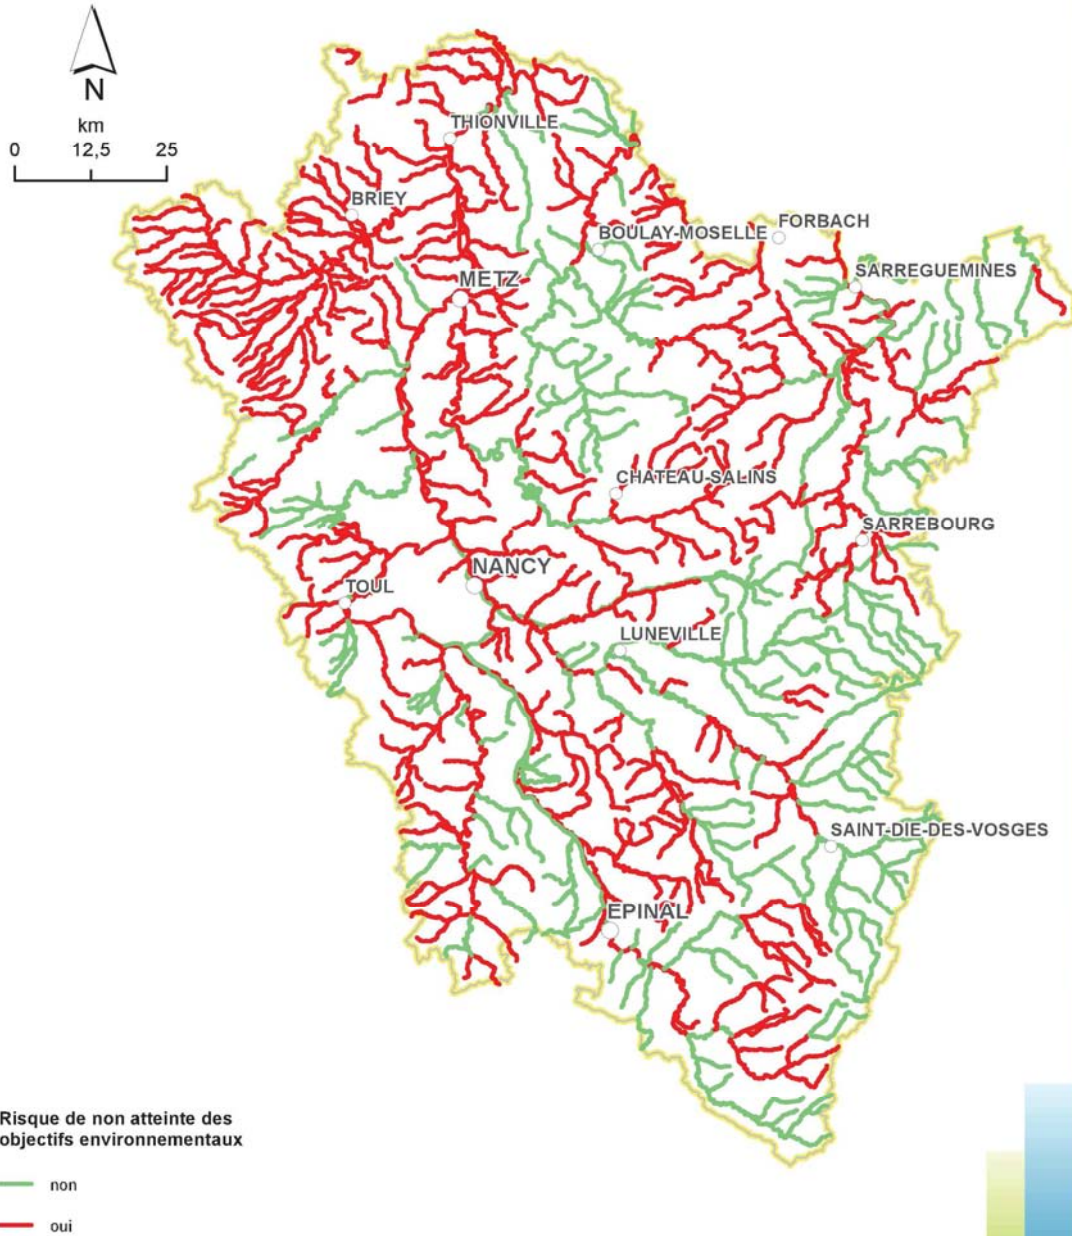 N
km
0 12,5 25
THIONVILLE
BRIEY
FORBACH
BOULAY-MOSELLE
SARREGUEMINES
METZ
CHATEAU-SALINS
SARREBOURG
NANCY
TOUL
LUNEVILLE
SAINT-DIE-DES-VOSGES
EPINAL
Risque de non atteinte des
objectifs environnementaux
non
oui